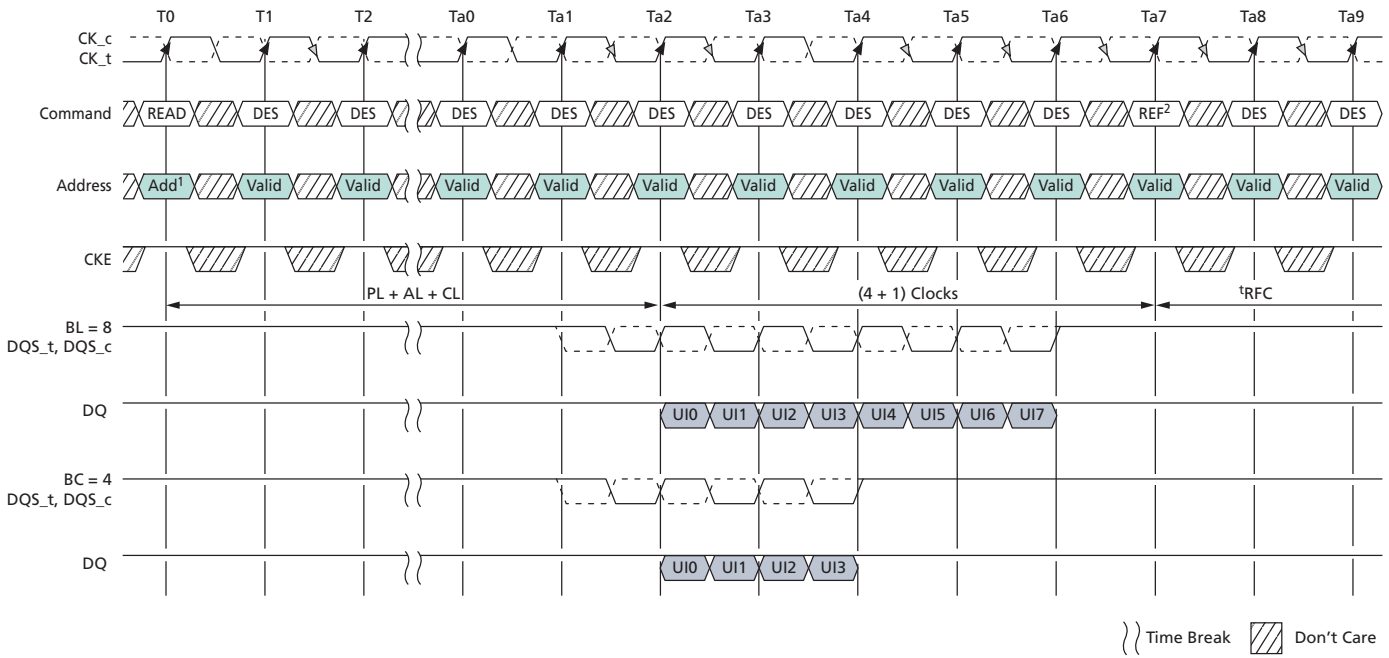 T0 T1 T2 Ta0 Ta1 Ta2 Ta3 Ta4 Ta5 Ta6 Ta7 Ta8 Ta9
CK_c
CK_t
Command READ DES DES DES DES DES DES DES DES DES REF2 DES DES
Address Add1 Valid Valid Valid Valid Valid Valid Valid Valid Valid Valid Valid Valid
CKE
PL + AL + CL (4 + 1) Clocks tRFC
BL = 8
DQS_t, DQS_c
DQ UI0 UI1 UI2 UI3 UI4 UI5 UI6 UI7
BC = 4
DQS_t, DQS_c
DQ UI0 UI1 UI2 UI3
Time Break Don't Care